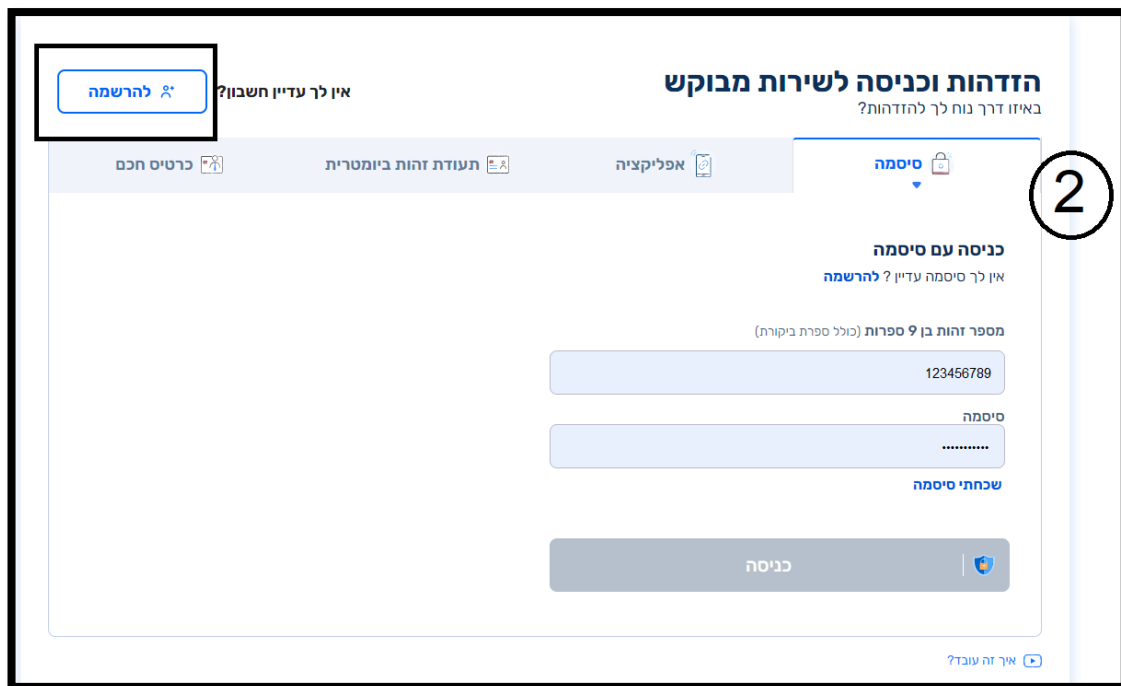 הזדהות וכניסה לשירות מבוקש
באיזו דרך נוח לך להזדהות?
אין לך עדיין חשבון?
להרשמה
2
סיסמה
אפליקציה
תעודת זהות ביומטרית
כרטיס חכם
כניסה עם סיסמה
אין לך סיסמה עדיין ? להרשמה
מספר זהות בן 9 ספרות (כולל ספרת ביקורת)
123456789
סיסמה
•••••••••••
שכחתי סיסמה
כניסה
איך זה עובד?